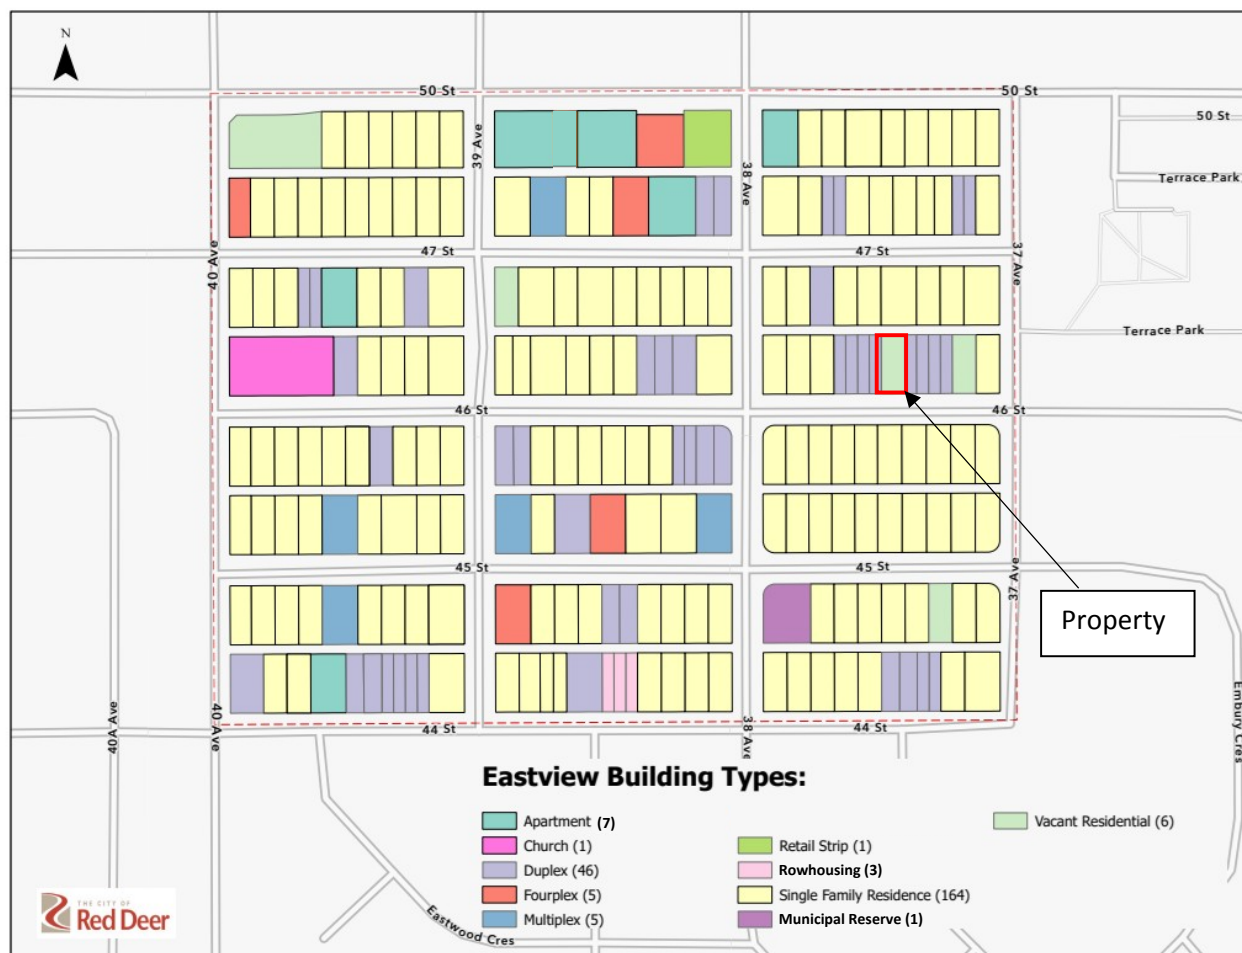 N
50 St
50 St
50 St
39 Ave
38 Ave
Terrace Park
40 Ave
47 St
47 St
37 Ave
Terrace Park
46 St
46 St
45 St
45 St
37 Ave
Property
40A Ave
40 Ave
44 St
38 Ave
44 St
Embury Cres
Eastview Building Types:
Apartment (7)
Vacant Residential (6)
Church (1)
Retail Strip (1)
Duplex (46)
Rowhousing (3)
Fourplex (5)
Single Family Residence (164)
Multiplex (5)
Municipal Reserve (1)
THE CITY OF
Red Deer
Eastwood Cres